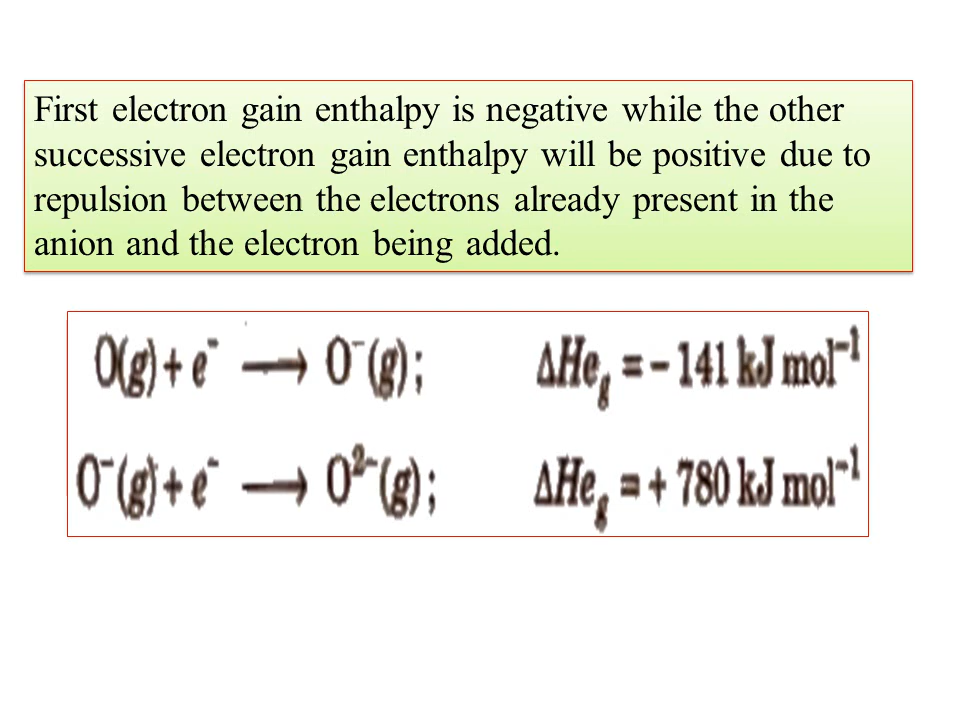 First electron gain enthalpy is negative while the other
successive electron gain enthalpy will be positive due to
repulsion between the electrons already present in the
anion and the electron being added.
O(g) + e⁻ ⟶ O⁻(g); ΔHe_g = − 141 kJ mol⁻¹
O⁻(g) + e⁻ ⟶ O²⁻(g); ΔHe_g = + 780 kJ mol⁻¹